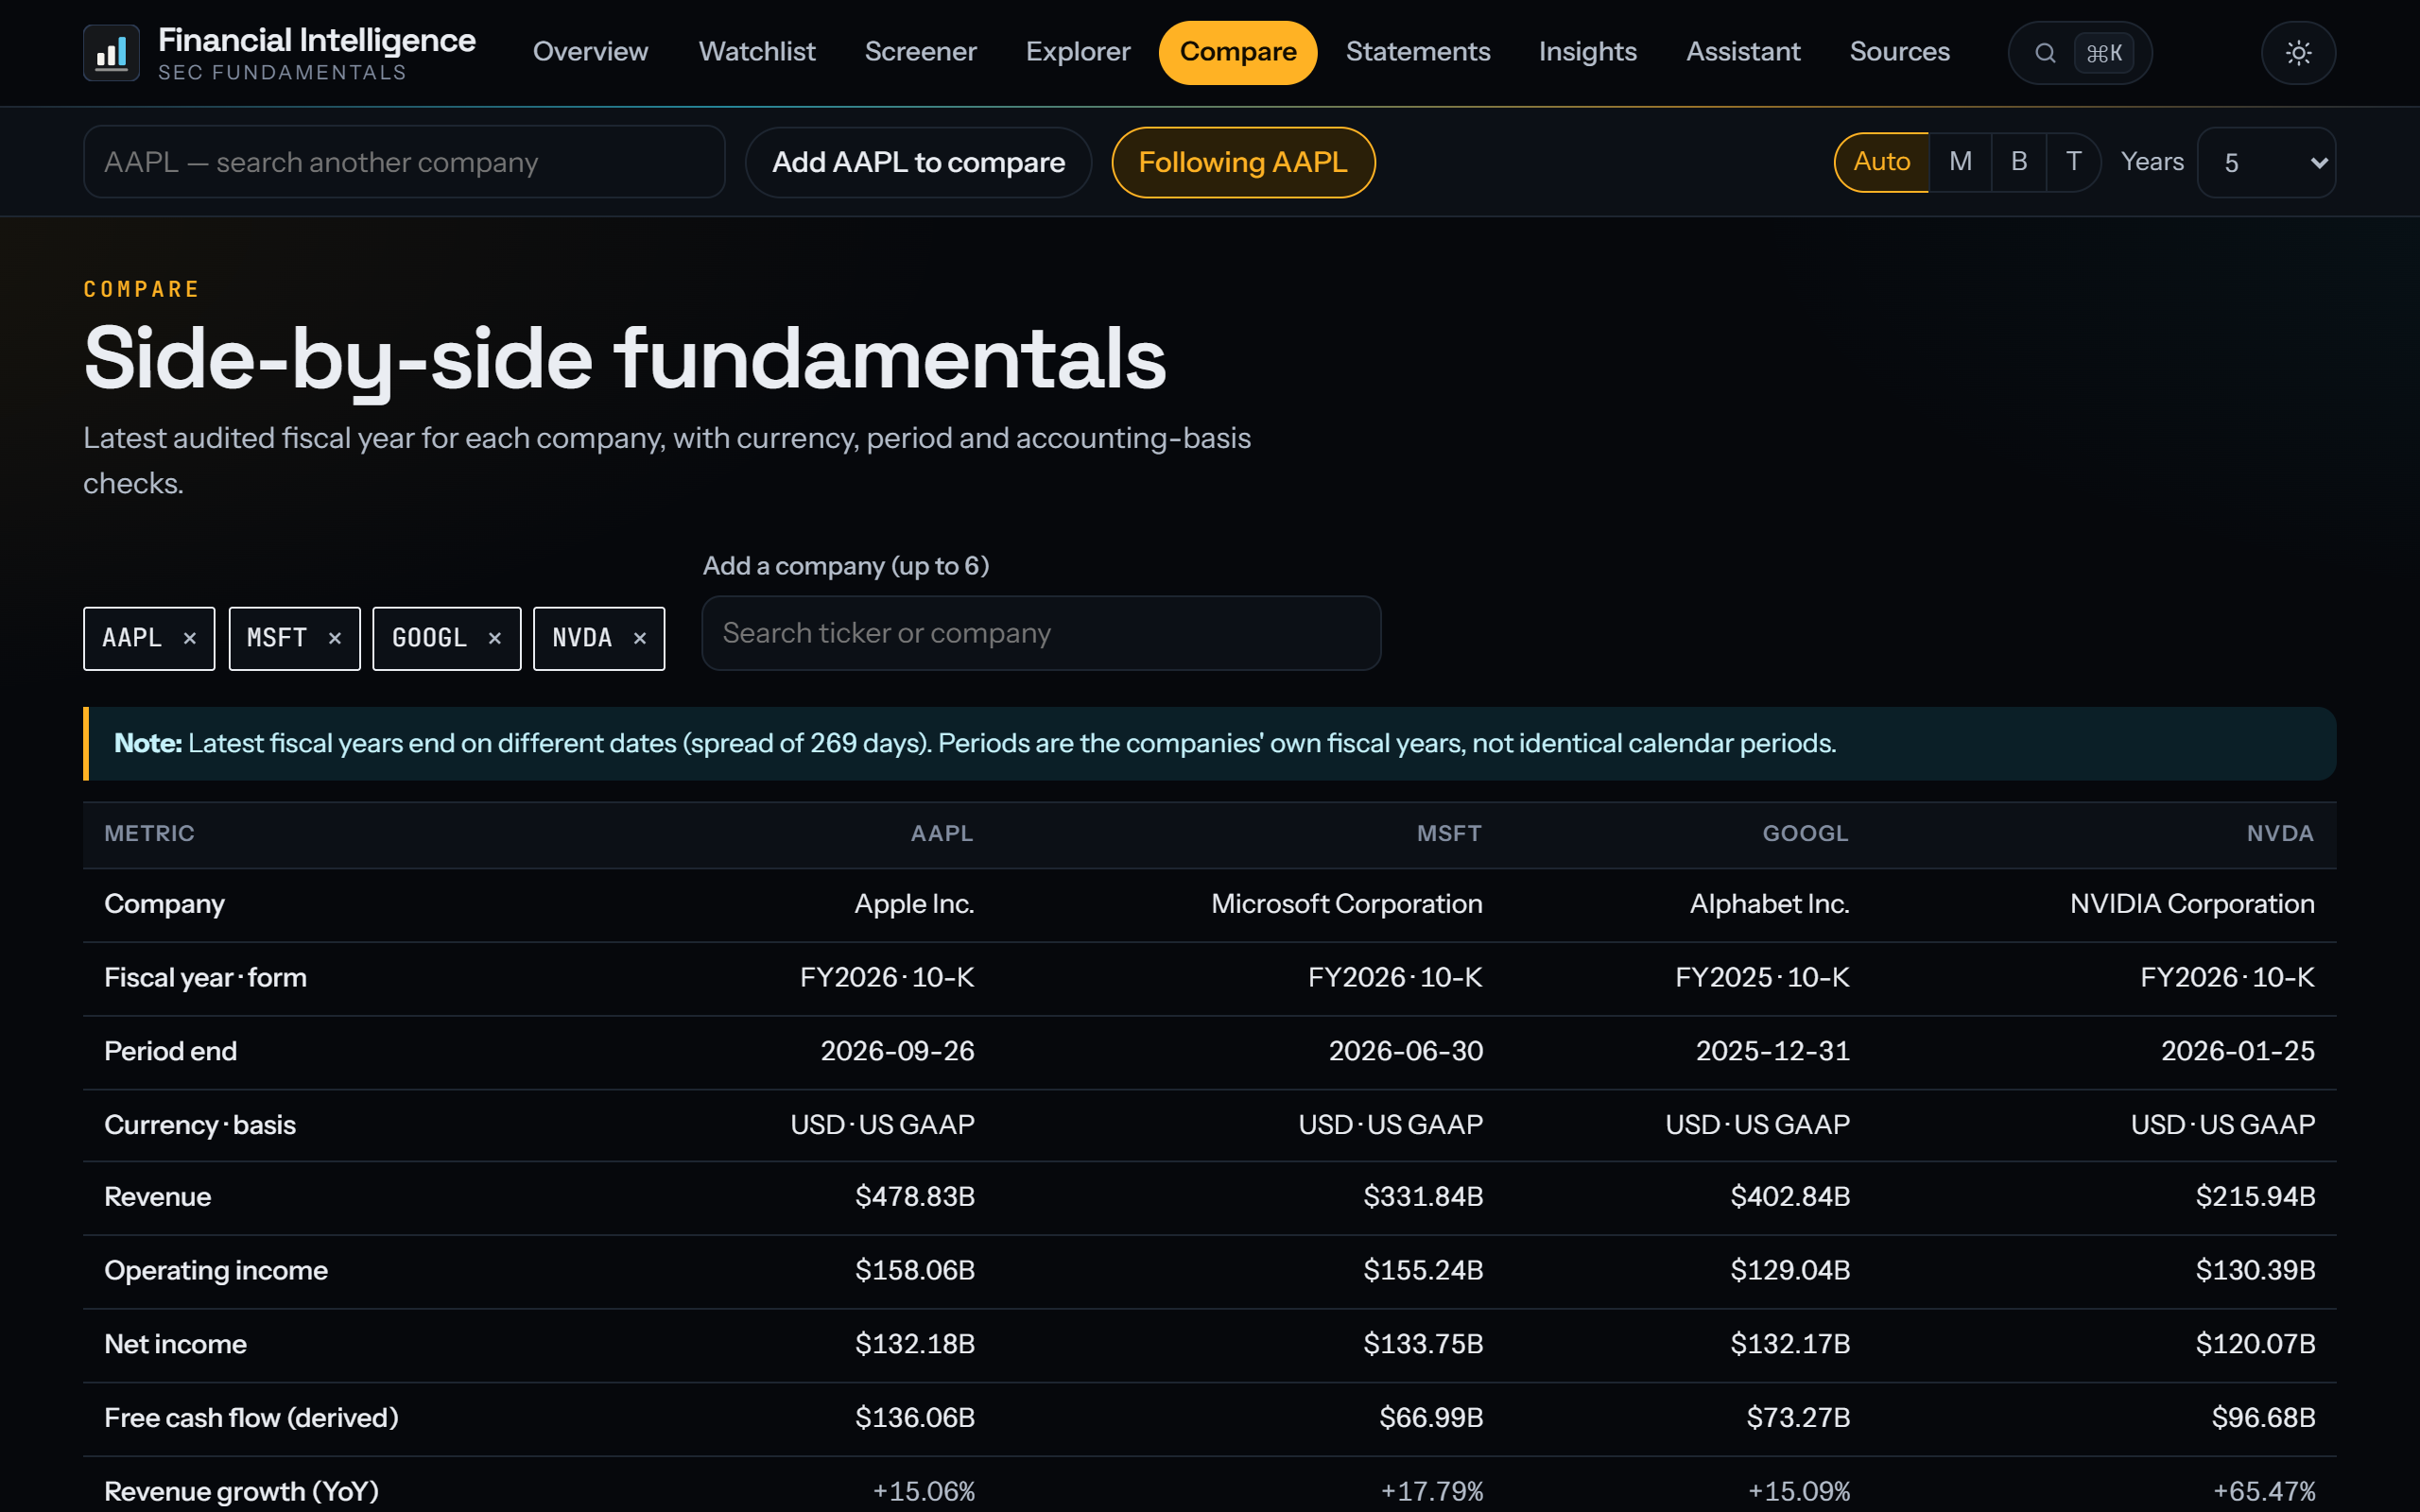 Financial Intelligence
SEC FUNDAMENTALS
Overview Watchlist Screener Explorer Compare Statements Insights Assistant Sources ⌘K
AAPL — search another company Add AAPL to compare Following AAPL Auto M B T Years 5
COMPARE
Side-by-side fundamentals
Latest audited fiscal year for each company, with currency, period and accounting-basis
checks.
Add a company (up to 6)
AAPL × MSFT × GOOGL × NVDA × Search ticker or company
Note: Latest fiscal years end on different dates (spread of 269 days). Periods are the companies' own fiscal years, not identical calendar periods.
METRIC AAPL MSFT GOOGL NVDA
Company Apple Inc. Microsoft Corporation Alphabet Inc. NVIDIA Corporation
Fiscal year · form FY2026 · 10-K FY2026 · 10-K FY2025 · 10-K FY2026 · 10-K
Period end 2026-09-26 2026-06-30 2025-12-31 2026-01-25
Currency · basis USD · US GAAP USD · US GAAP USD · US GAAP USD · US GAAP
Revenue $478.83B $331.84B $402.84B $215.94B
Operating income $158.06B $155.24B $129.04B $130.39B
Net income $132.18B $133.75B $132.17B $120.07B
Free cash flow (derived) $136.06B $66.99B $73.27B $96.68B
Revenue growth (YoY) +15.06% +17.79% +15.09% +65.47%